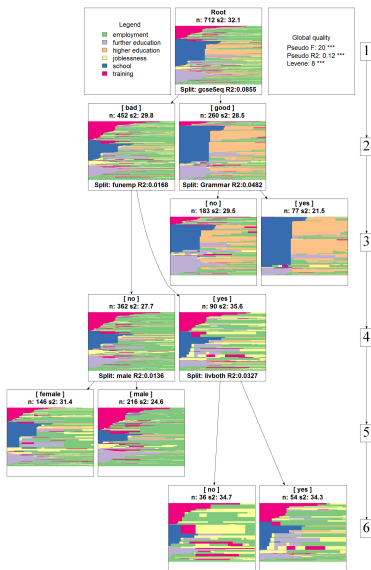 Legend
employment
further education
higher education
joblessness
school
training
Root
n: 712 s2: 32.1
Split: gcse5eq R2:0.0855
Global quality
Pseudo F: 20 ***
Pseudo R2: 0.12 ***
Levene: 8 ***
1
[ bad ]
n: 452 s2: 29.8
Split: funemp R2:0.0168
[ good ]
n: 260 s2: 28.5
Split: Grammar R2:0.0482
2
[ no ]
n: 183 s2: 29.5
[ yes ]
n: 77 s2: 21.5
3
[ no ]
n: 362 s2: 27.7
Split: male R2:0.0136
[ yes ]
n: 90 s2: 35.6
Split: livboth R2:0.0327
4
[ female ]
n: 146 s2: 31.4
[ male ]
n: 216 s2: 24.6
5
[ no ]
n: 36 s2: 34.7
[ yes ]
n: 54 s2: 34.3
6